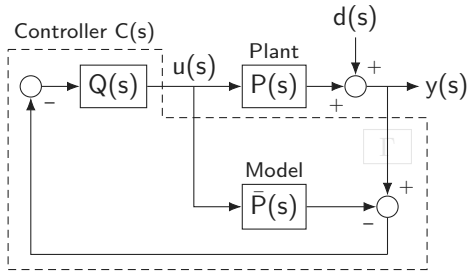 d(s)
Controller C(s)
Plant
u(s)
+
Q(s)
P(s)
y(s)
–
+
Γ
Model
+
P̄(s)
–